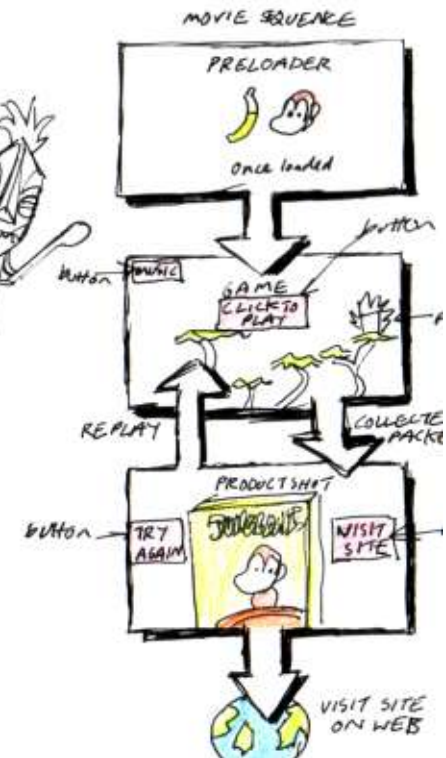 MOVIE SEQUENCE
PRELOADER
Once loaded
button
button
MUSIC
GAME
CLICK TO
PLAY
REPLAY
COLLECTE
PACKE
PRODUCT SHOT
button
TRY
AGAIN
VISIT
SITE
VISIT SITE
ON WEB